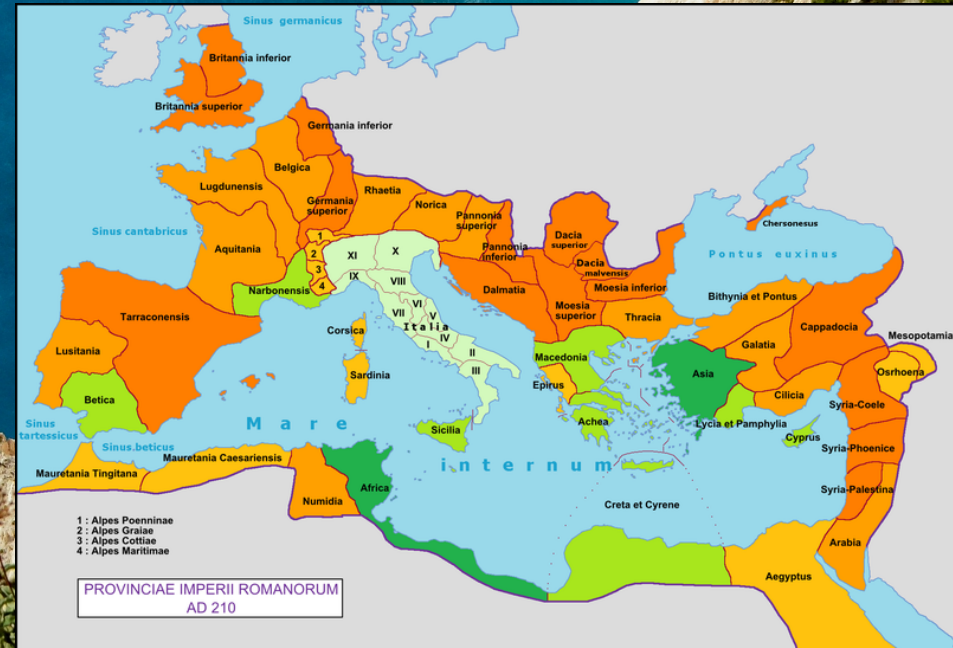 Sinus germanicus
Britannia inferior
Britannia superior
Germania inferior
Belgica
Lugdunensis
Germania
superior
Rhaetia
Norica
Pannonia
superior
Pannonia
inferior
Dacia
superior
Dacia
malvensis
Chersonesus
Sinus cantabricus
Aquitania
1
2
3
4
XI
X
IX
VIII
VI
VII
V
Italia
IV
I
II
III
Narbonensis
Dalmatia
Moesia
superior
Moesia inferior
Pontus euxinus
Bithynia et Pontus
Thracia
Cappadocia
Mesopotamia
Galatia
Osrhoena
Tarraconensis
Corsica
Sardinia
Lusitania
Betica
Macedonia
Epirus
Asia
Achea
Cilicia
Syria-Coele
Lycia et Pamphylia
Cyprus
Syria-Phoenice
Syria-Palestina
Sinus
tartessicus
Sinus.beticus
Mare
internum
Sicilia
Mauretania Tingitana
Mauretania Caesariensis
Numidia
Africa
Creta et Cyrene
Arabia
Aegyptus
1 : Alpes Poenninae
2 : Alpes Graiae
3 : Alpes Cottiae
4 : Alpes Maritimae
PROVINCIAE IMPERII ROMANORUM
AD 210